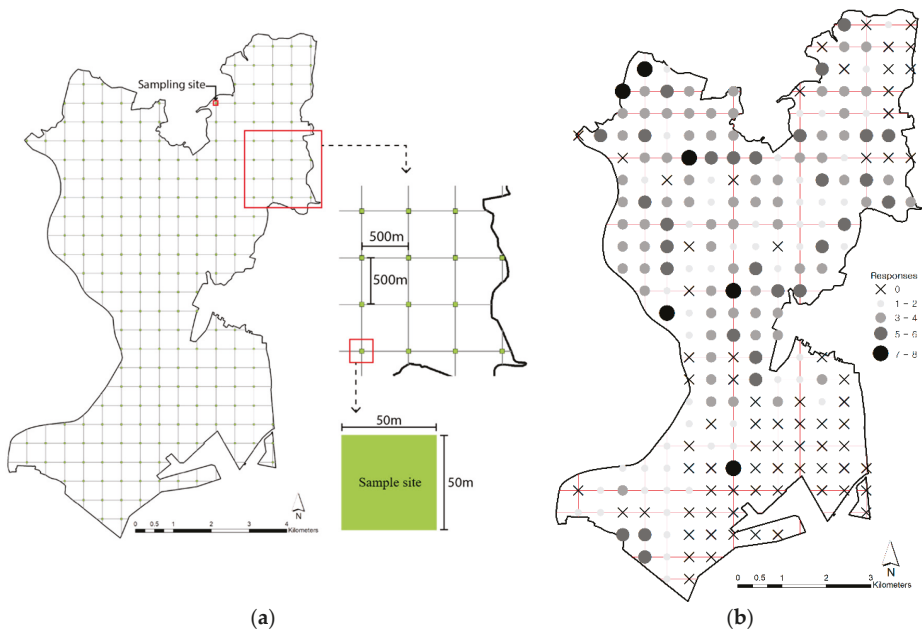 Sampling site
500m
500m
50m
Sample site
50m
N
0 0.5 1 2 3 4
Kilometers
(a)
Responses
× 0
1 - 2
3 - 4
5 - 6
7 - 8
N
0 0.5 1 2 3
Kilometers
(b)